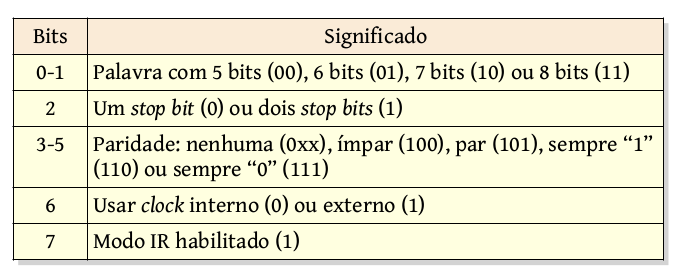 Bits Significado
0-1 Palavra com 5 bits (00), 6 bits (01), 7 bits (10) ou 8 bits (11)
2 Um stop bit (0) ou dois stop bits (1)
3-5 Paridade: nenhuma (0xx), ímpar (100), par (101), sempre “1”
(110) ou sempre “0” (111)
6 Usar clock interno (0) ou externo (1)
7 Modo IR habilitado (1)